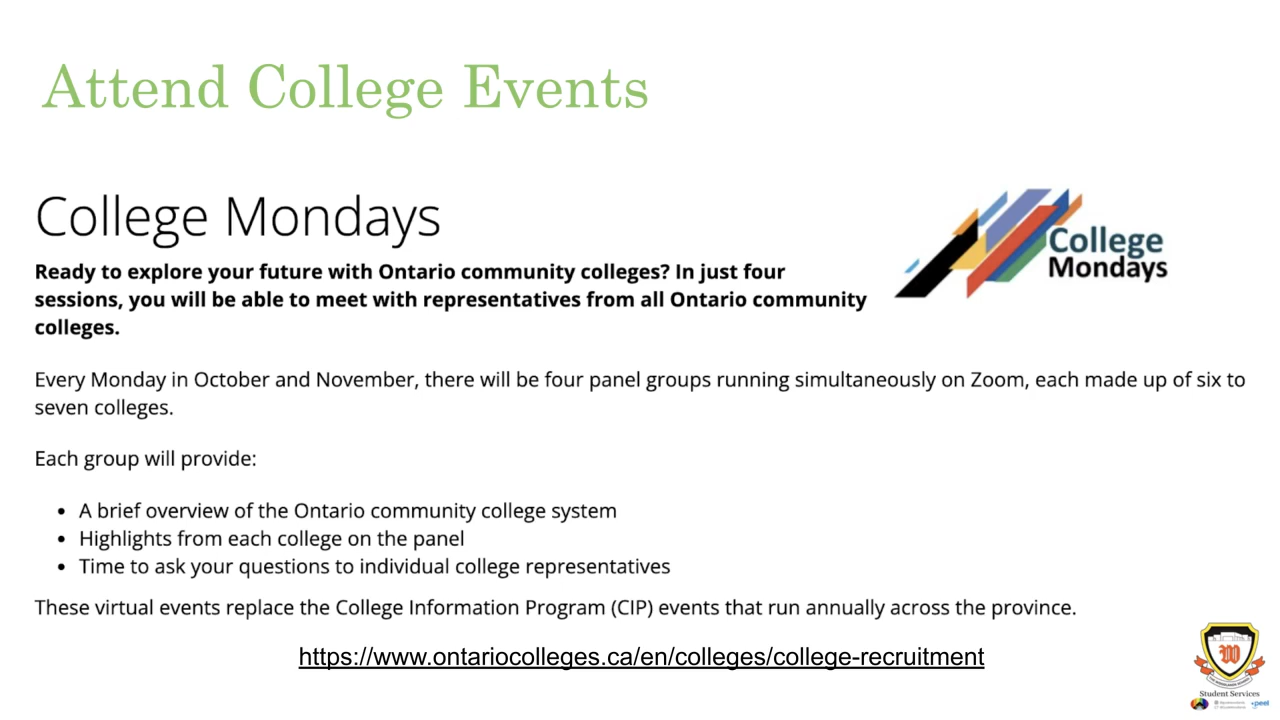 Attend College Events
College Mondays
College
Mondays
Ready to explore your future with Ontario community colleges? In just four
sessions, you will be able to meet with representatives from all Ontario community
colleges.
Every Monday in October and November, there will be four panel groups running simultaneously on Zoom, each made up of six to
seven colleges.
Each group will provide:
• A brief overview of the Ontario community college system
• Highlights from each college on the panel
• Time to ask your questions to individual college representatives
These virtual events replace the College Information Program (CIP) events that run annually across the province.
https://www.ontariocolleges.ca/en/colleges/college-recruitment
W
Student Services
peel